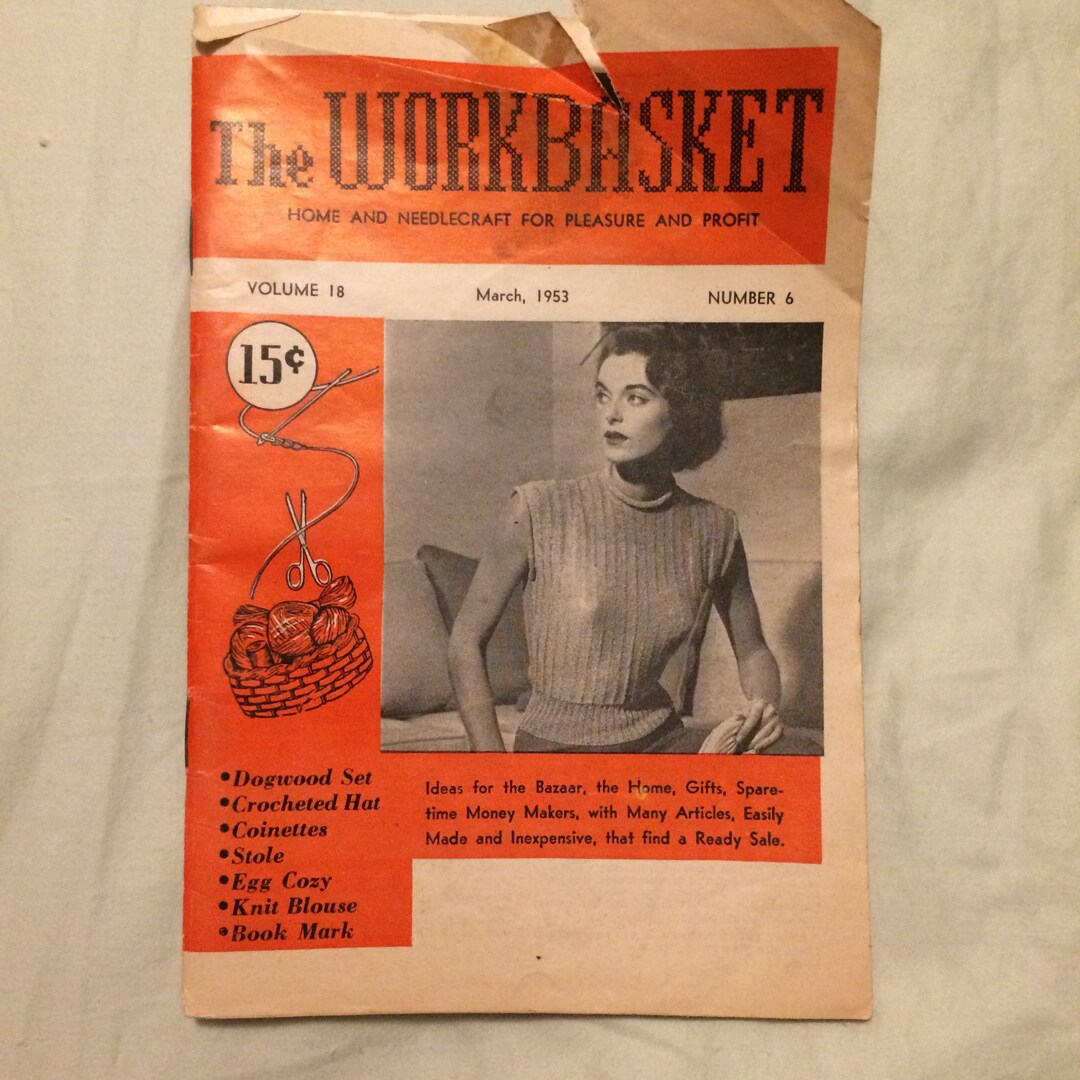 The WORKBASKET
HOME AND NEEDLECRAFT FOR PLEASURE AND PROFIT
VOLUME 18 March, 1953 NUMBER 6
15¢
•Dogwood Set
•Crocheted Hat
•Coinettes
•Stole
•Egg Cozy
•Knit Blouse
•Book Mark
Ideas for the Bazaar, the Home, Gifts, Spare-
time Money Makers, with Many Articles, Easily
Made and Inexpensive, that find a Ready Sale.